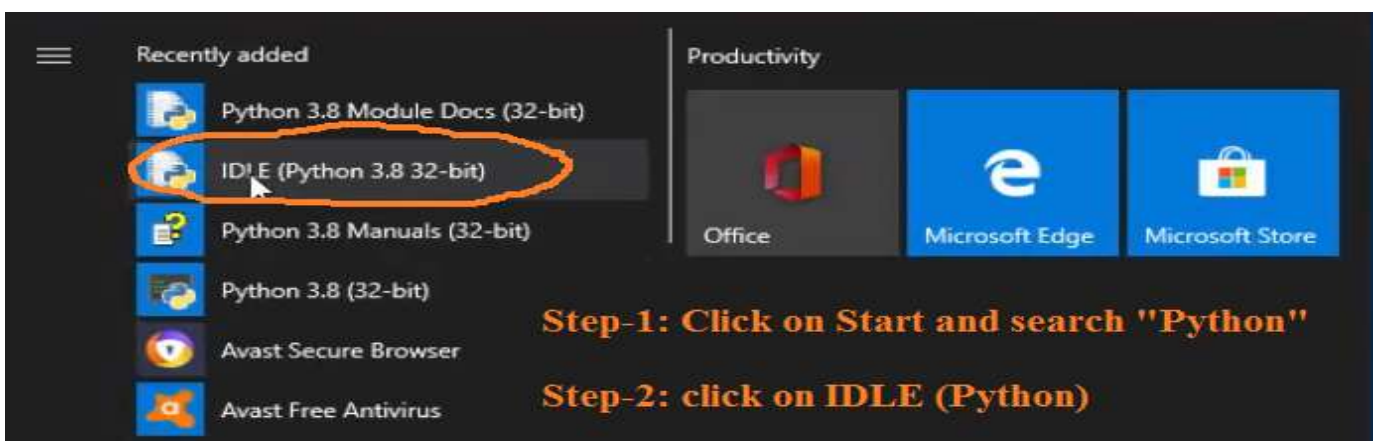 Recently added
Python 3.8 Module Docs (32-bit)
IDLE (Python 3.8 32-bit)
Python 3.8 Manuals (32-bit)
Python 3.8 (32-bit)
Avast Secure Browser
Avast Free Antivirus
Productivity
Office
Microsoft Edge
Microsoft Store
Step-1: Click on Start and search "Python"
Step-2: click on IDLE (Python)